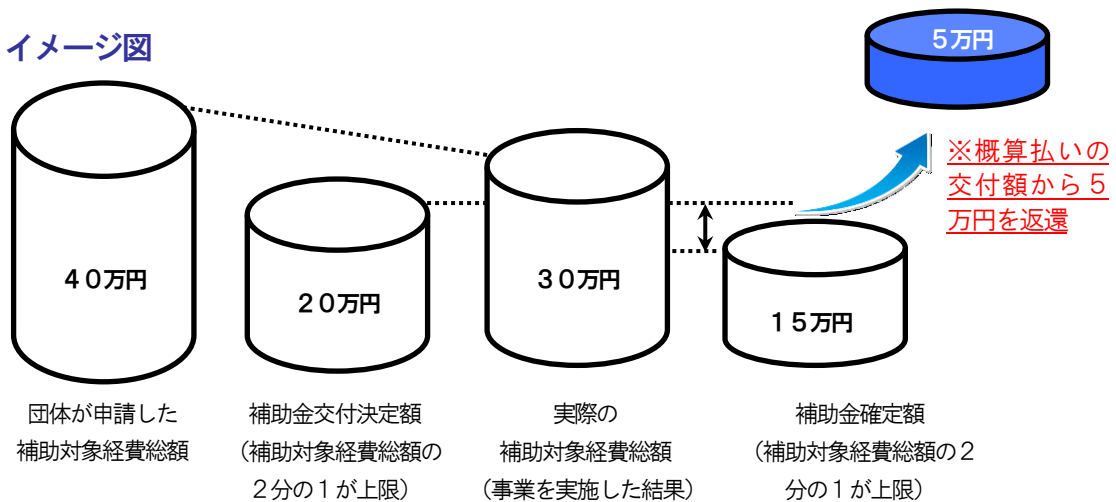 イメージ図
5万円
※概算払いの
交付額から5
万円を返還
40万円
20万円
30万円
15万円
団体が申請した
補助対象経費総額
補助金交付決定額
(補助対象経費総額の
2分の1が上限)
実際の
補助対象経費総額
(事業を実施した結果)
補助金確定額
(補助対象経費総額の2
分の1が上限)